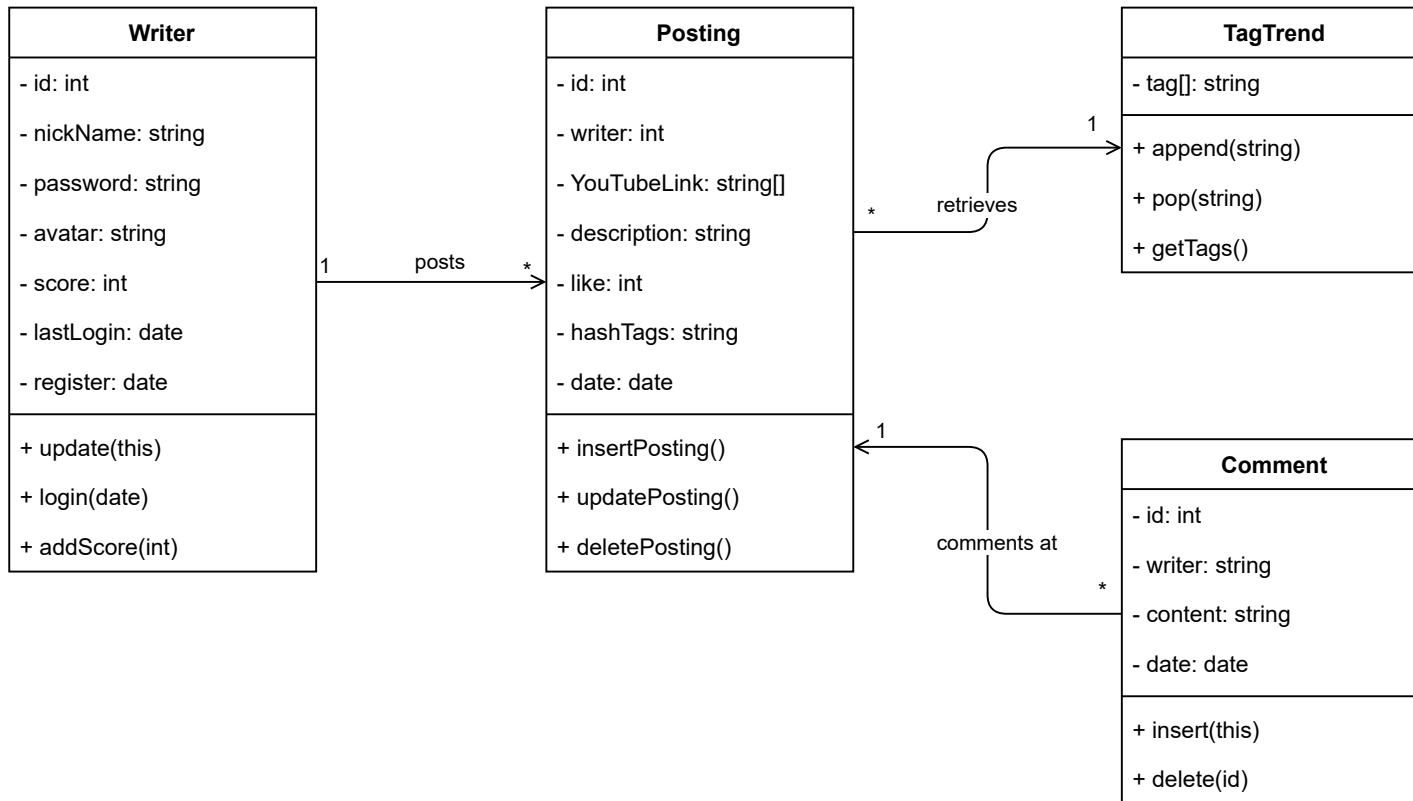 Writer
- id: int
- nickName: string
- password: string
- avatar: string
- score: int
- lastLogin: date
- register: date
+ update(this)
+ login(date)
+ addScore(int)
1
posts
*
Posting
- id: int
- writer: int
- YouTubeLink: string[]
- description: string
- like: int
- hashTags: string
- date: date
+ insertPosting()
+ updatePosting()
+ deletePosting()
*
retrieves
1
TagTrend
- tag[]: string
+ append(string)
+ pop(string)
+ getTags()
1
comments at
*
Comment
- id: int
- writer: string
- content: string
- date: date
+ insert(this)
+ delete(id)